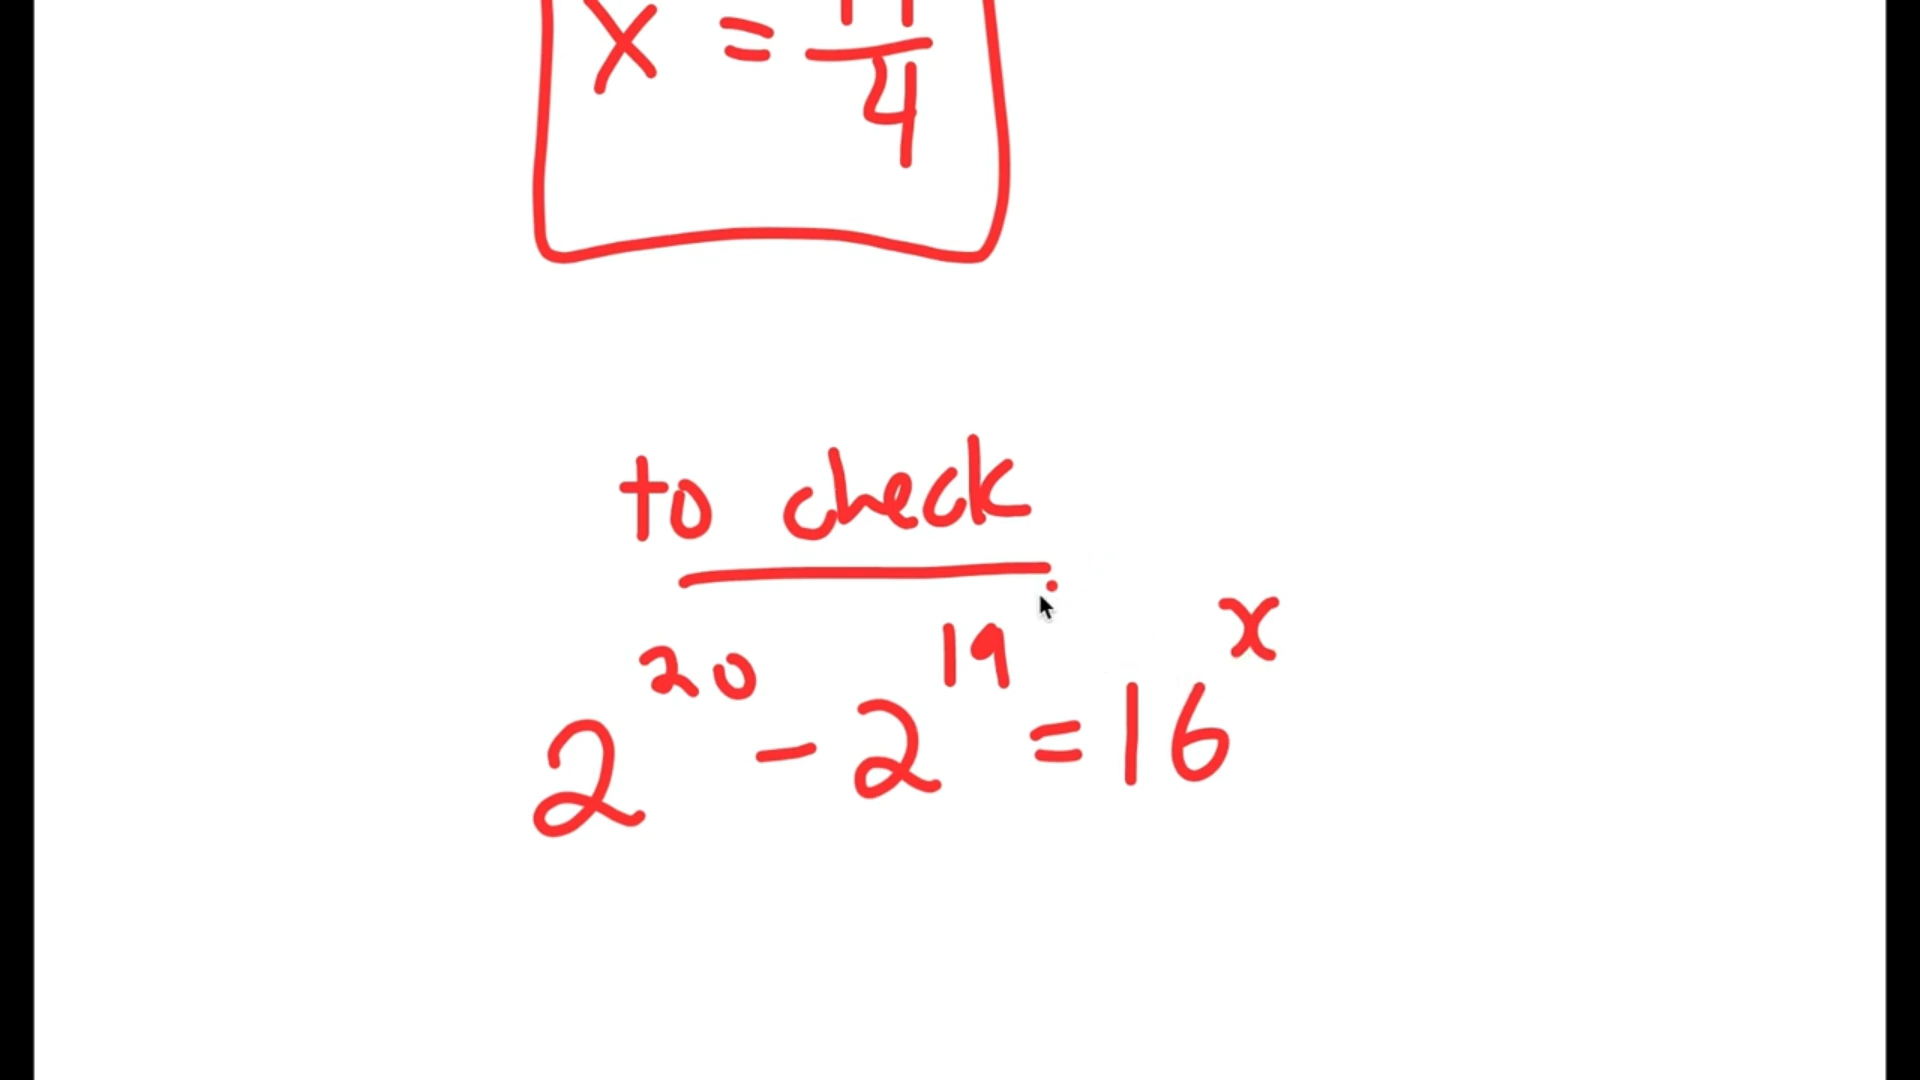 x = /4
to check
2^20 - 2^19 = 16^x